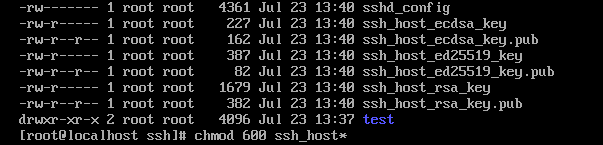 -rw------- 1 root root 4361 Jul 23 13:40 sshd_config
-rw------- 1 root root 227 Jul 23 13:40 ssh_host_ecdsa_key
-rw-r--r-- 1 root root 162 Jul 23 13:40 ssh_host_ecdsa_key.pub
-rw-r----- 1 root root 387 Jul 23 13:40 ssh_host_ed25519_key
-rw-r--r-- 1 root root 82 Jul 23 13:40 ssh_host_ed25519_key.pub
-rw-r----- 1 root root 1679 Jul 23 13:40 ssh_host_rsa_key
-rw-r--r-- 1 root root 382 Jul 23 13:40 ssh_host_rsa_key.pub
drwxr-xr-x 2 root root 4096 Jul 23 13:37 test
[root@localhost ssh]# chmod 600 ssh_host*